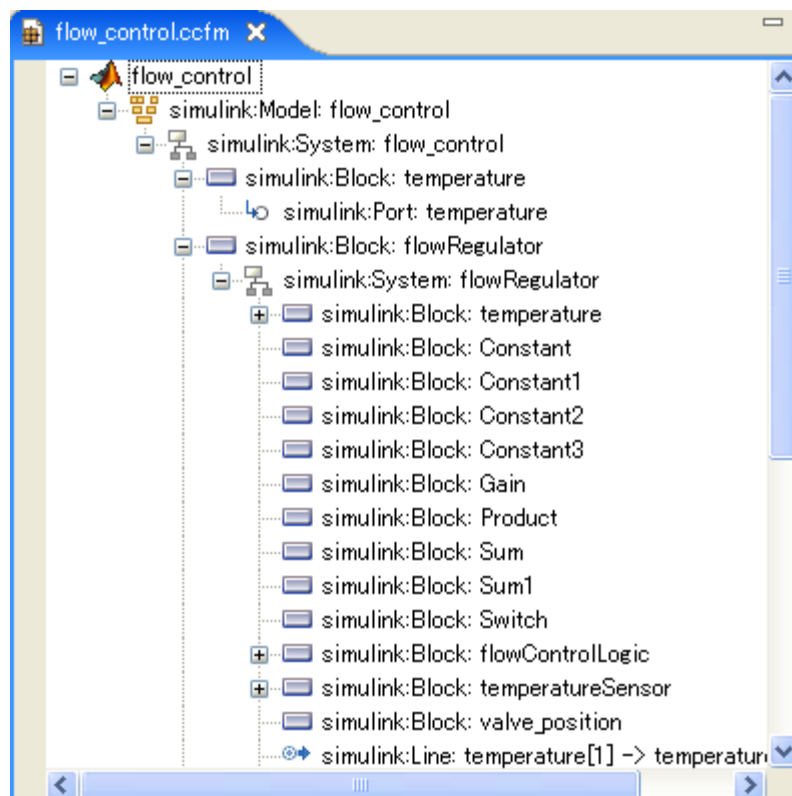 flow_control.ccfm
flow_control
simulink:Model: flow_control
simulink:System: flow_control
simulink:Block: temperature
simulink:Port: temperature
simulink:Block: flowRegulator
simulink:System: flowRegulator
simulink:Block: temperature
simulink:Block: Constant
simulink:Block: Constant1
simulink:Block: Constant2
simulink:Block: Constant3
simulink:Block: Gain
simulink:Block: Product
simulink:Block: Sum
simulink:Block: Sum1
simulink:Block: Switch
simulink:Block: flowControlLogic
simulink:Block: temperatureSensor
simulink:Block: valve_position
simulink:Line: temperature[1] -> temperatur